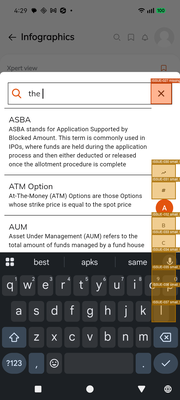 4:29
Infographics
Xpert view
the
ASBA
ASBA stands for Application Supported by
Blocked Amount. This term is commonly used in
IPOs, where funds are held during the application
process and then either deducted or released
once the allotment procedure is complete
ATM Option
At-The-Money (ATM) Options are those Options
whose strike price is equal to the spot price
AUM
Asset Under Management (AUM) refers to the
total amount of funds managed by a fund house
#
A
B
C
best
apks
same
q w e r t y u i o p
a s d f g h j k l
z x c v b n m
?123 , .